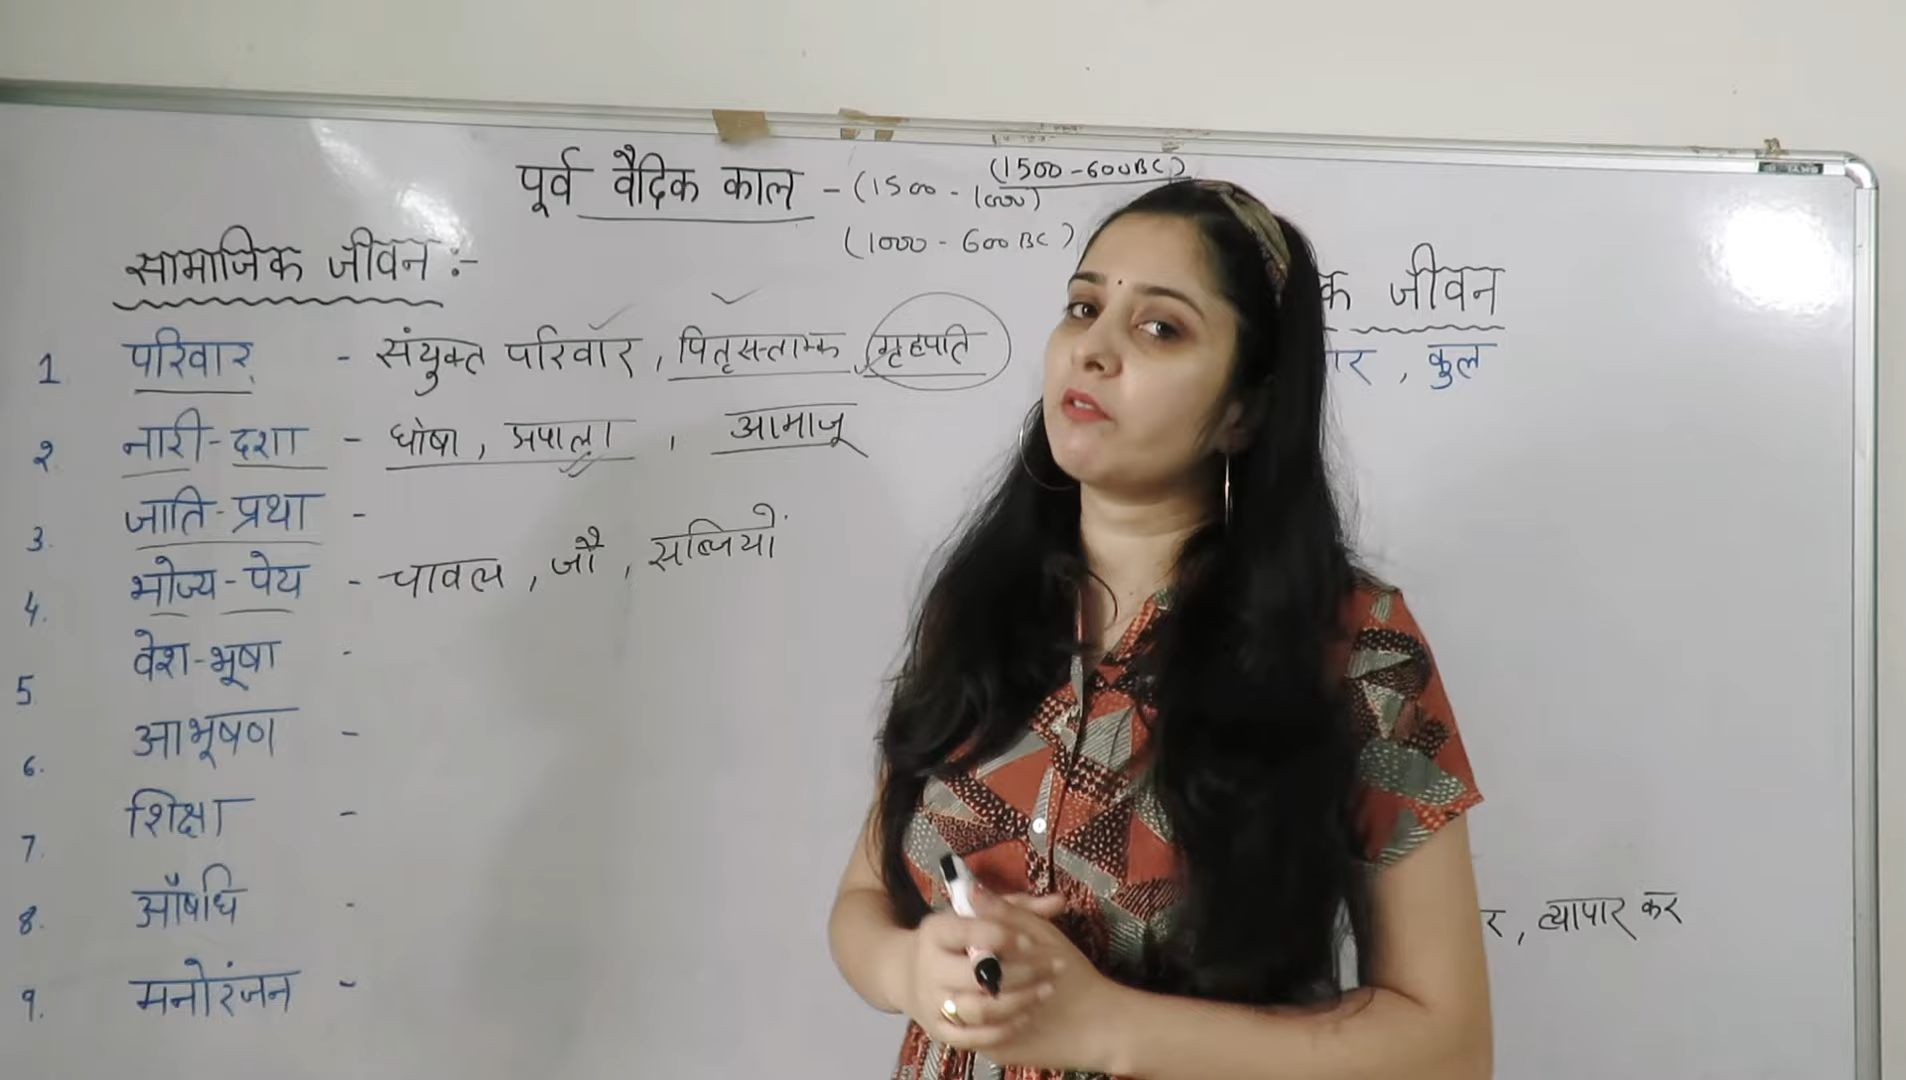 (1500-600BC)
पूर्व वैदिक काल - (1500 - 1000)
(1000 - 600 BC)
सामाजिक जीवन :-
1 परिवार - संयुक्त परिवार, पितृसत्तात्मक, गृहपति
2. नारी-दशा - घोषा, अपाला, आमाजू
3. जाति-प्रथा -
4. भोज्य-पेय - चावल, जौ, सब्जियों
5 वेश-भूषा -
6. आभूषण -
7. शिक्षा -
8. औषधि -
9. मनोरंजन -
क जीवन
ार, कुल
र, व्यापार कर